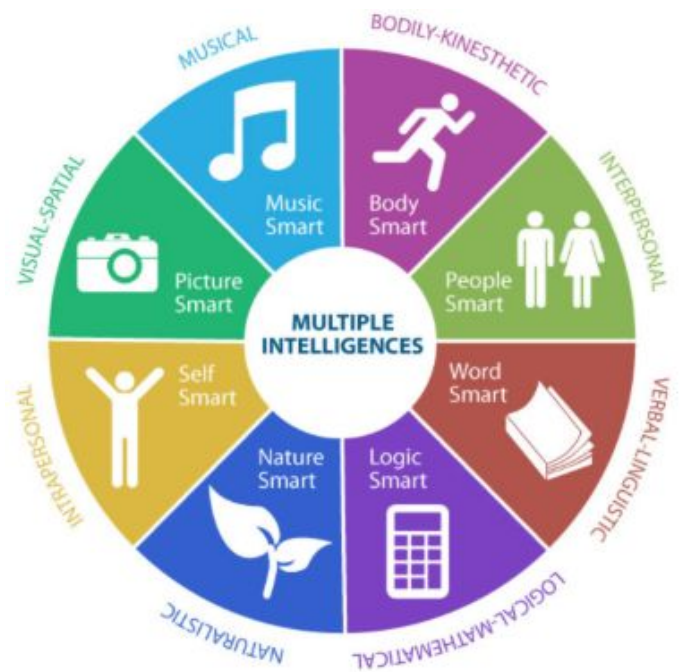 MUSICAL
BODILY-KINESTHETIC
VISUAL-SPATIAL
INTERPERSONAL
Music
Smart
Body
Smart
Picture
Smart
People
Smart
MULTIPLE
INTELLIGENCES
Self
Smart
Word
Smart
Nature
Smart
Logic
Smart
INTRAPERSONAL
VERBAL-LINGUISTIC
NATURALISTIC
LOGICAL-MATHEMATICAL